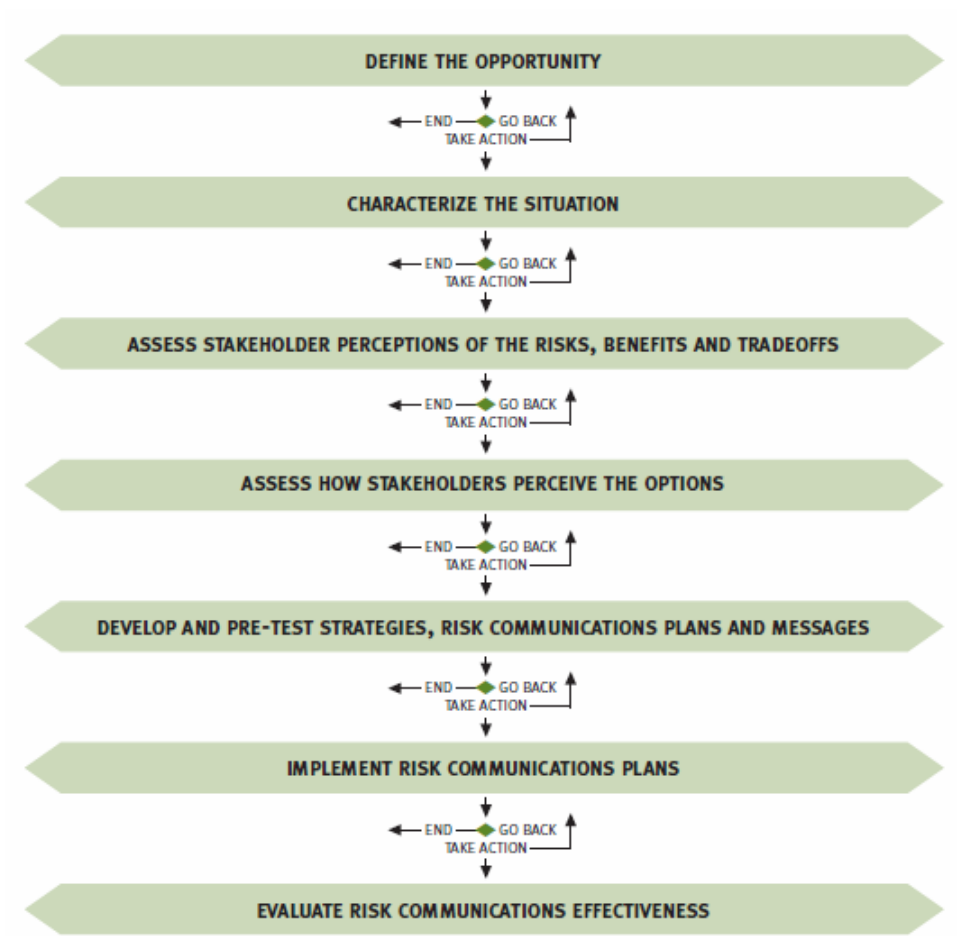 DEFINE THE OPPORTUNITY
END GO BACK
TAKE ACTION
CHARACTERIZE THE SITUATION
END GO BACK
TAKE ACTION
ASSESS STAKEHOLDER PERCEPTIONS OF THE RISKS, BENEFITS AND TRADEOFFS
END GO BACK
TAKE ACTION
ASSESS HOW STAKEHOLDERS PERCEIVE THE OPTIONS
END GO BACK
TAKE ACTION
DEVELOP AND PRE-TEST STRATEGIES, RISK COMMUNICATIONS PLANS AND MESSAGES
END GO BACK
TAKE ACTION
IMPLEMENT RISK COMMUNICATIONS PLANS
END GO BACK
TAKE ACTION
EVALUATE RISK COMMUNICATIONS EFFECTIVENESS